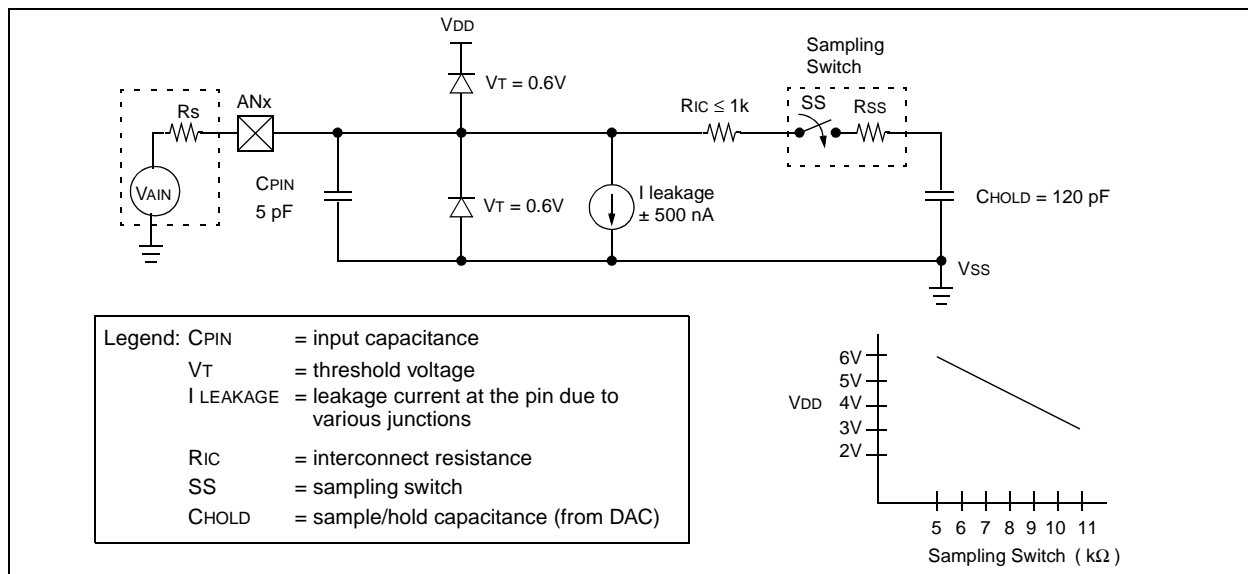 VDD
Sampling
Switch
VT = 0.6V
Rs
ANx
RIC ≤ 1k
SS
RSS
VAIN
CPIN
5 pF
VT = 0.6V
I leakage
± 500 nA
CHOLD = 120 pF
VSS
Legend: CPIN = input capacitance
VT = threshold voltage
I LEAKAGE = leakage current at the pin due to
various junctions
RIC = interconnect resistance
SS = sampling switch
CHOLD = sample/hold capacitance (from DAC)
VDD
6V
5V
4V
3V
2V
5 6 7 8 9 10 11
Sampling Switch ( kΩ )